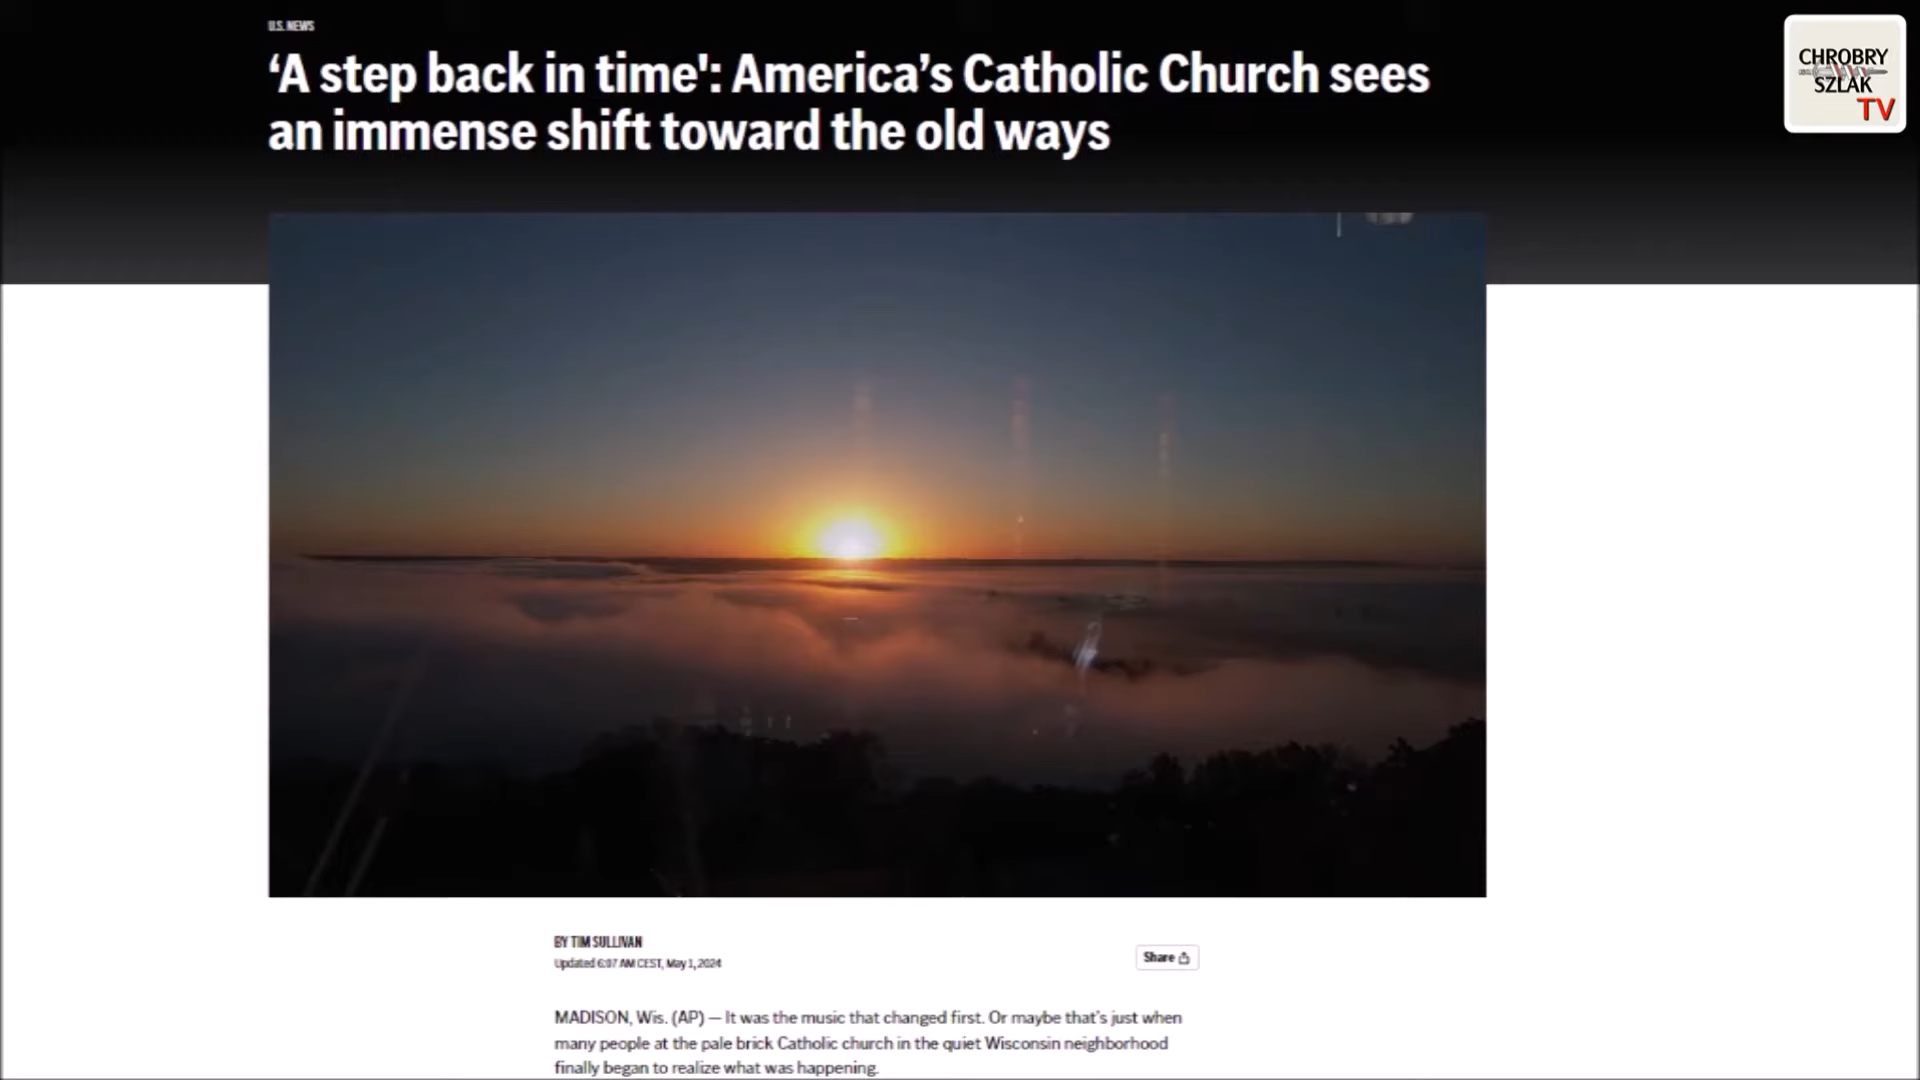 U.S. NEWS
‘A step back in time': America’s Catholic Church sees
an immense shift toward the old ways
CHROBRY
SZLAK
TV
BY TIM SULLIVAN
Updated 6:07 AM CEST, May 1, 2024
Share
MADISON, Wis. (AP) — It was the music that changed first. Or maybe that’s just when
many people at the pale brick Catholic church in the quiet Wisconsin neighborhood
finally began to realize what was happening.